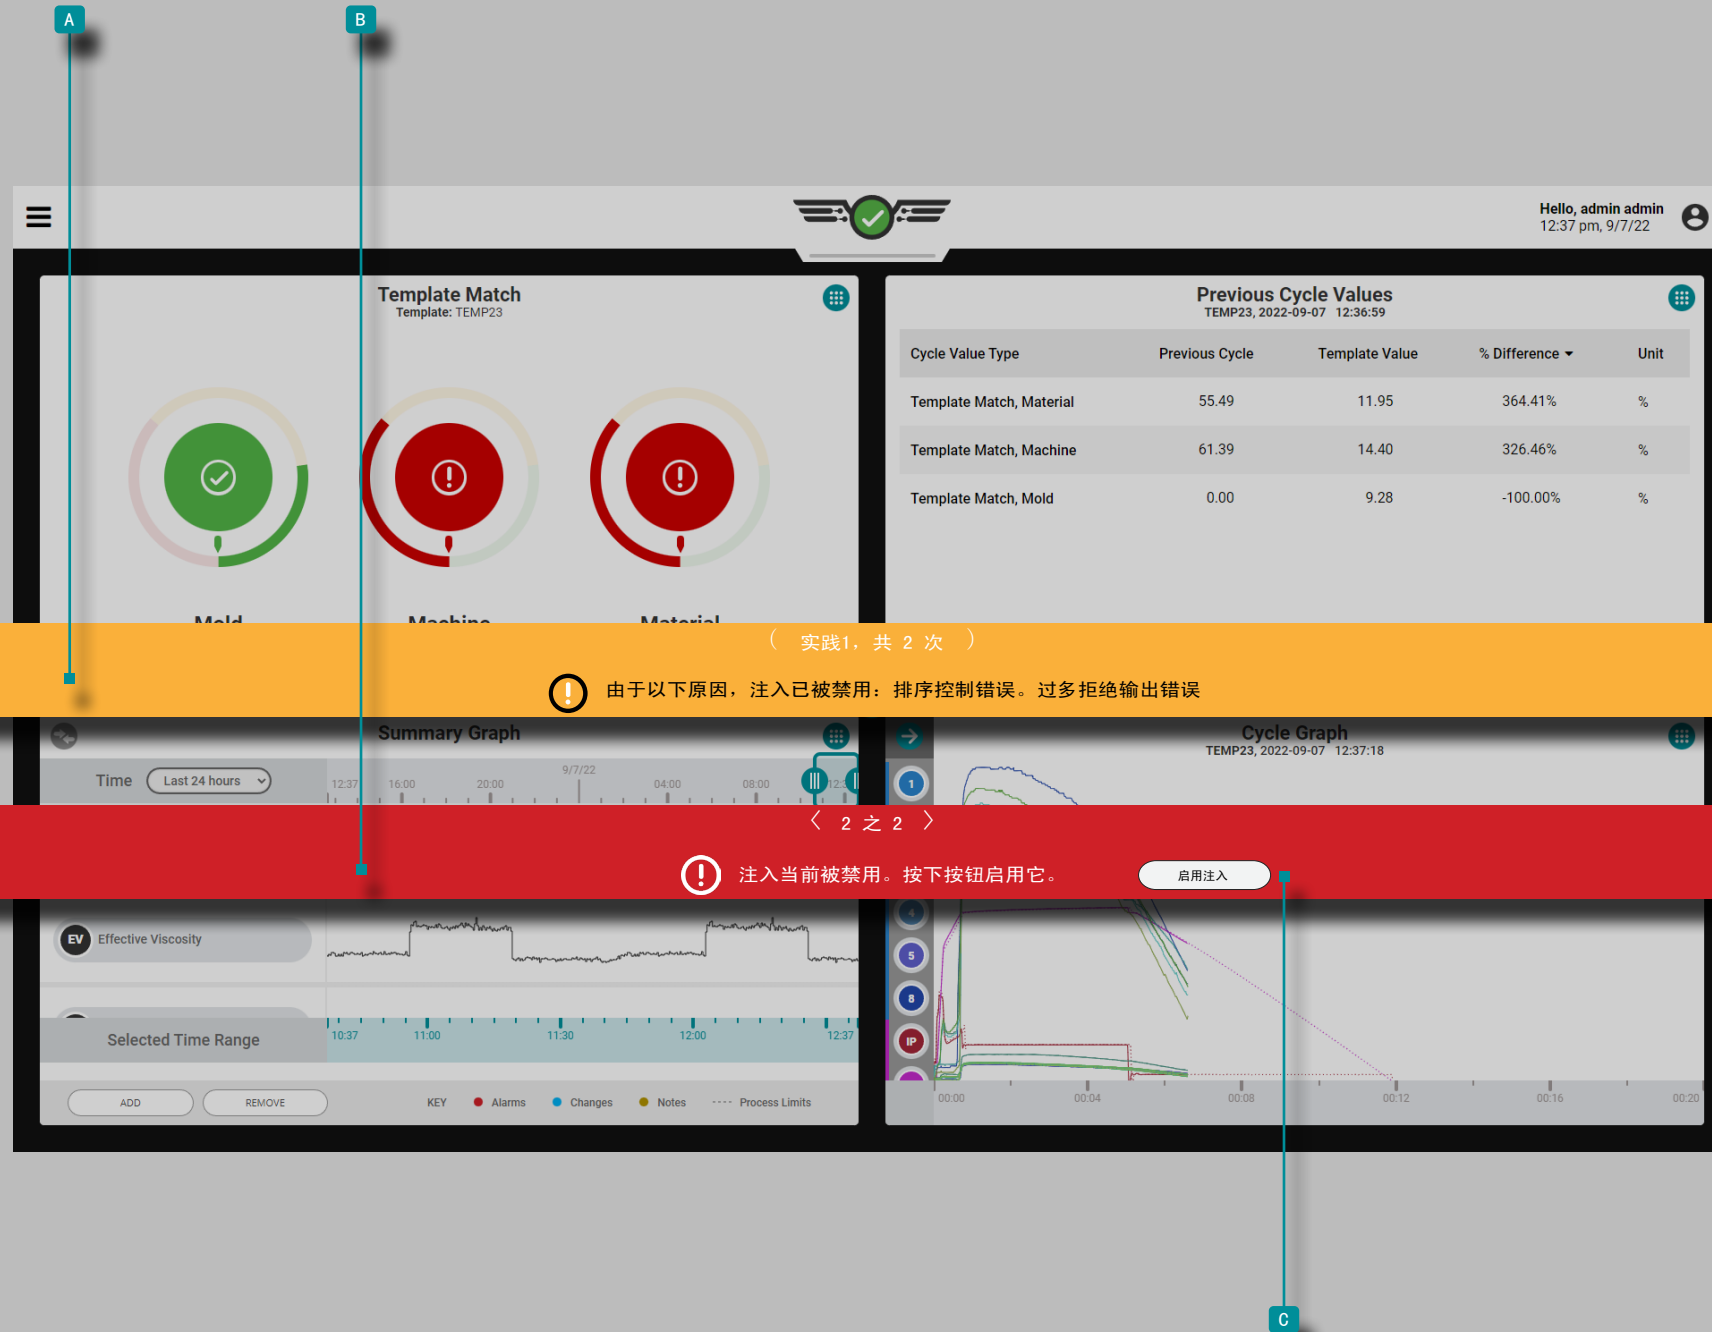 A
B
Hello, admin admin
12:37 pm, 9/7/22
Template Match
Template: TEMP23
Mold
Machine
Material
Previous Cycle Values
TEMP23, 2022-09-07 12:36:59
Cycle Value Type Previous Cycle Template Value % Difference Unit
Template Match, Material 55.49 11.95 364.41% %
Template Match, Machine 61.39 14.40 326.46% %
Template Match, Mold 0.00 9.28 -100.00% %
〈 实践1，共 2 次 〉
由于以下原因，注入已被禁用：排序控制错误。过多拒绝输出错误
Summary Graph
Time Last 24 hours
12:37 16:00 20:00 9/7/22 04:00 08:00
Cycle Graph
TEMP23, 2022-09-07 12:37:18
1
〈 2 之 2 〉
注入当前被禁用。按下按钮启用它。
启用注入
EV Effective Viscosity
Selected Time Range
10:37 11:00 11:30 12:00 12:37
ADD REMOVE KEY Alarms Changes Notes Process Limits
4
5
8
IP
00:00 00:04 00:08 00:12 00:16 00:20
C